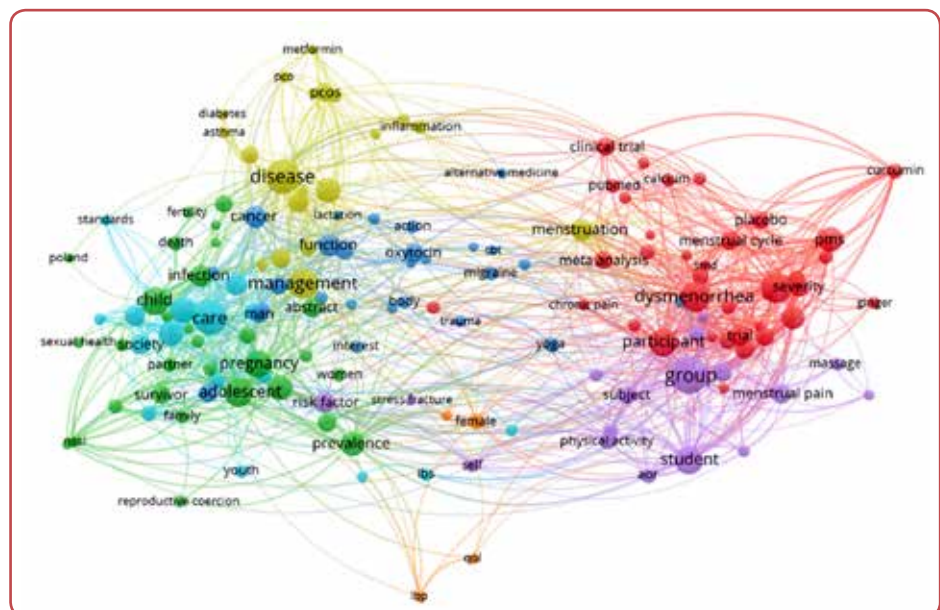 metformin
pco
pcos
diabetes
asthma
inflammation
disease
clinical trial
pubmed
calcium
curcumin
alternative medicine
standards
fertility
cancer
lactation
action
menstruation
placebo
death
function
oxytocin
cbt
menstrual cycle
pms
poland
infection
management
migraine
meta analysis
smd
child
care
man
abstract
body
trauma
chronic pain
dysmenorrhea
severity
ginger
sexual health
society
interest
yoga
participant
trial
partner
pregnancy
women
group
massage
survivor
adolescent
risk factor
stress fracture
subject
menstrual pain
family
prevalence
female
physical activity
youth
ibs
self
aor
student
reproductive coercion
qol